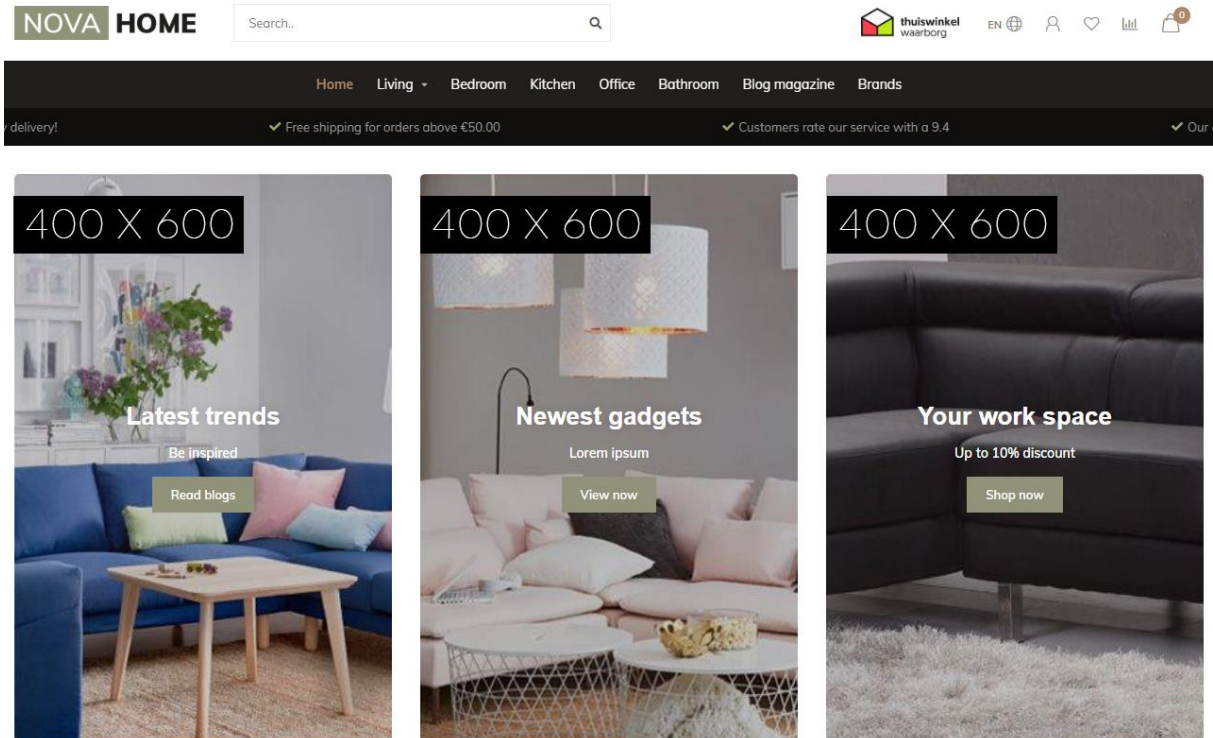 NOVA HOME
Search..
thuiswinkel
waarborg
EN
0
Home Living Bedroom Kitchen Office Bathroom Blog magazine Brands
delivery!
Free shipping for orders above €50.00
Customers rate our service with a 9.4
Our
400 X 600
400 X 600
400 X 600
Latest trends
Be inspired
Read blogs
Newest gadgets
Lorem ipsum
View now
Your work space
Up to 10% discount
Shop now